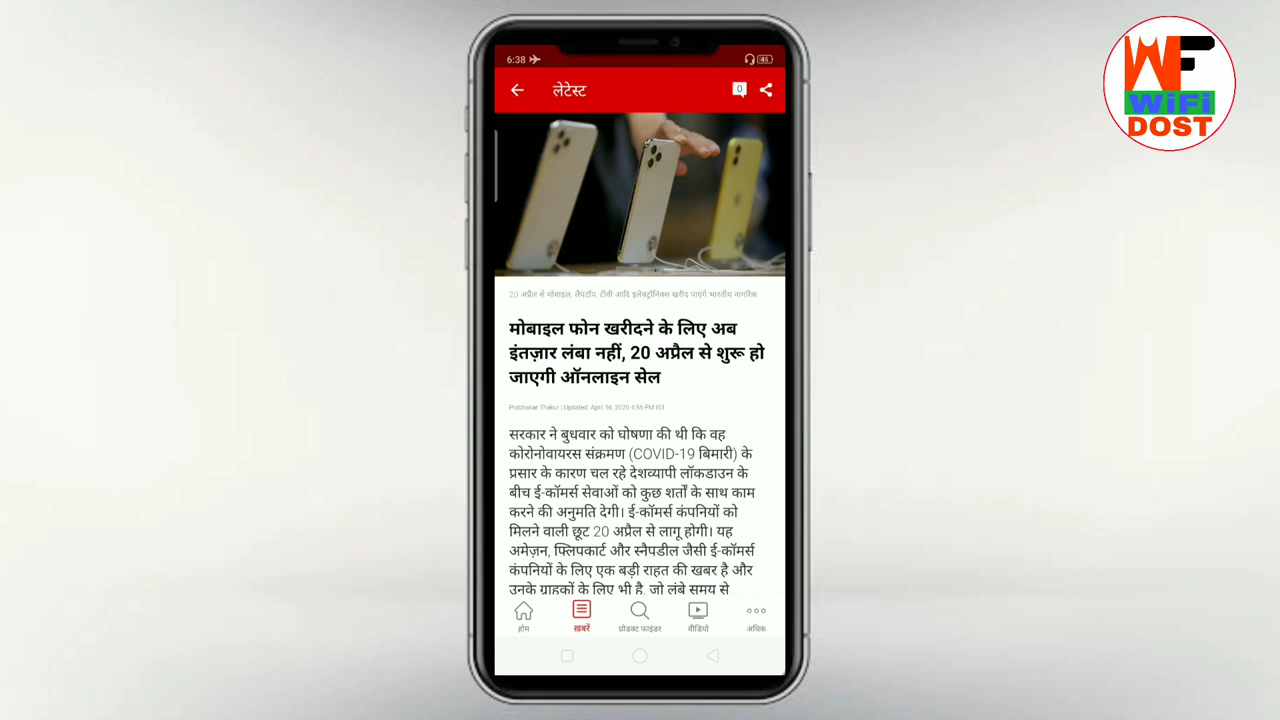 6:38
45
लेटेस्ट
0
20 अप्रैल से मोबाइल, लैपटॉप, टीवी आदि इलेक्ट्रॉनिक्स खरीद पाएंगे भारतीय नागरिक
मोबाइल फोन खरीदने के लिए अब
इंतज़ार लंबा नहीं, 20 अप्रैल से शुरू हो
जाएगी ऑनलाइन सेल
Prabhakar Thakur | Updated: April 16, 2020 4:55 PM IST
सरकार ने बुधवार को घोषणा की थी कि वह
कोरोनोवायरस संक्रमण (COVID-19 बिमारी) के
प्रसार के कारण चल रहे देशव्यापी लॉकडाउन के
बीच ई-कॉमर्स सेवाओं को कुछ शर्तों के साथ काम
करने की अनुमति देगी। ई-कॉमर्स कंपनियों को
मिलने वाली छूट 20 अप्रैल से लागू होगी। यह
अमेज़न, फ्लिपकार्ट और स्नैपडील जैसी ई-कॉमर्स
कंपनियों के लिए एक बड़ी राहत की खबर है और
उनके ग्राहकों के लिए भी है, जो लंबे समय से
होम
ख़बरें
प्रोडक्ट फाइंडर
वीडियो
अधिक
WF
WiFi
DOST